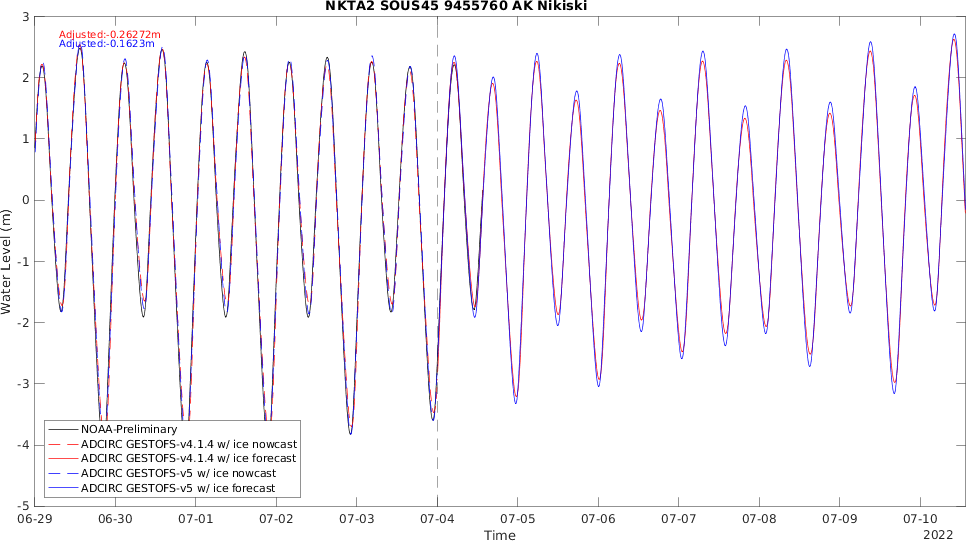 NKTA2 SOUS45 9455760 AK Nikiski
Adjusted:-0.26272m
Adjusted:-0.1623m
3
2
1
0
-1
-2
-3
-4
-5
Water Level (m)
NOAA-Preliminary
ADCIRC GESTOFS-v4.1.4 w/ ice nowcast
ADCIRC GESTOFS-v4.1.4 w/ ice forecast
ADCIRC GESTOFS-v5 w/ ice nowcast
ADCIRC GESTOFS-v5 w/ ice forecast
06-29 06-30 07-01 07-02 07-03 07-04 07-05 07-06 07-07 07-08 07-09 07-10
Time
2022